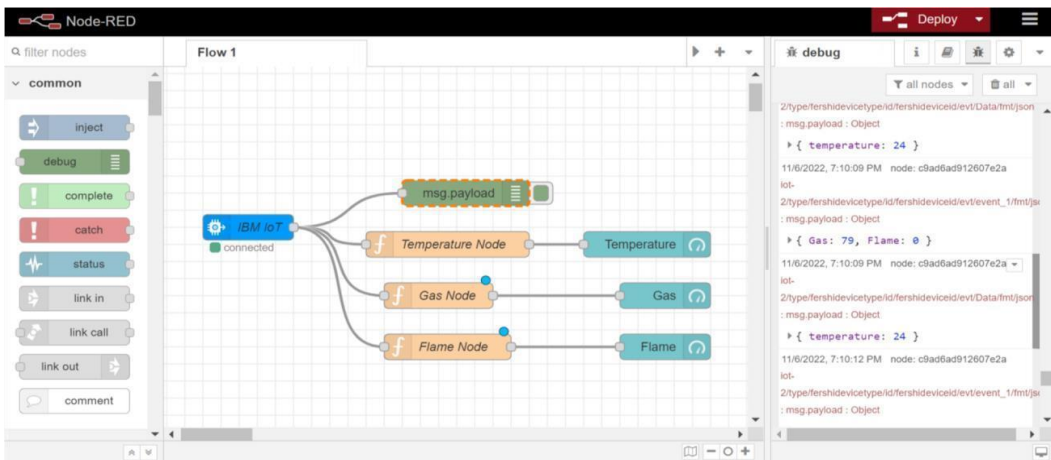 Node-RED
Deploy
filter nodes
common
inject
debug
complete
catch
status
link in
link call
link out
comment
Flow 1
msg.payload
IBM IoT
connected
Temperature Node
Temperature
Gas Node
Gas
Flame Node
Flame
debug
i
all nodes
all
2/type/fershidevicetype/id/fershideviceid/evt/Data/fmt/json
: msg.payload : Object
{ temperature: 24 }
11/6/2022, 7:10:09 PM node: c9ad6ad912607e2a
iot-
2/type/fershidevicetype/id/fershideviceid/evt/event_1/fmt/js
: msg.payload : Object
{ Gas: 79, Flame: 0 }
11/6/2022, 7:10:09 PM node: c9ad6ad912607e2a
iot-
2/type/fershidevicetype/id/fershideviceid/evt/Data/fmt/json
: msg.payload : Object
{ temperature: 24 }
11/6/2022, 7:10:12 PM node: c9ad6ad912607e2a
iot-
2/type/fershidevicetype/id/fershideviceid/evt/event_1/fmt/js
: msg.payload : Object